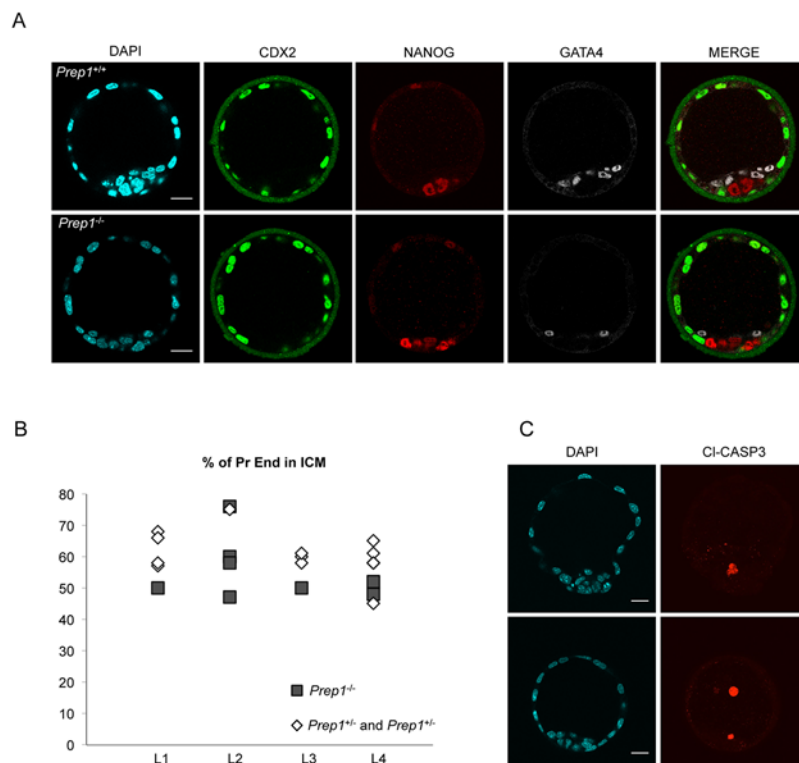 A
DAPI CDX2 NANOG GATA4 MERGE
Prep1+/+
Prep1-/-
B
% of Pr End in ICM
80
70
60
50
40
30
20
10
0
L1 L2 L3 L4
Prep1-/-
Prep1+/- and Prep1+/-
C
DAPI Cl-CASP3